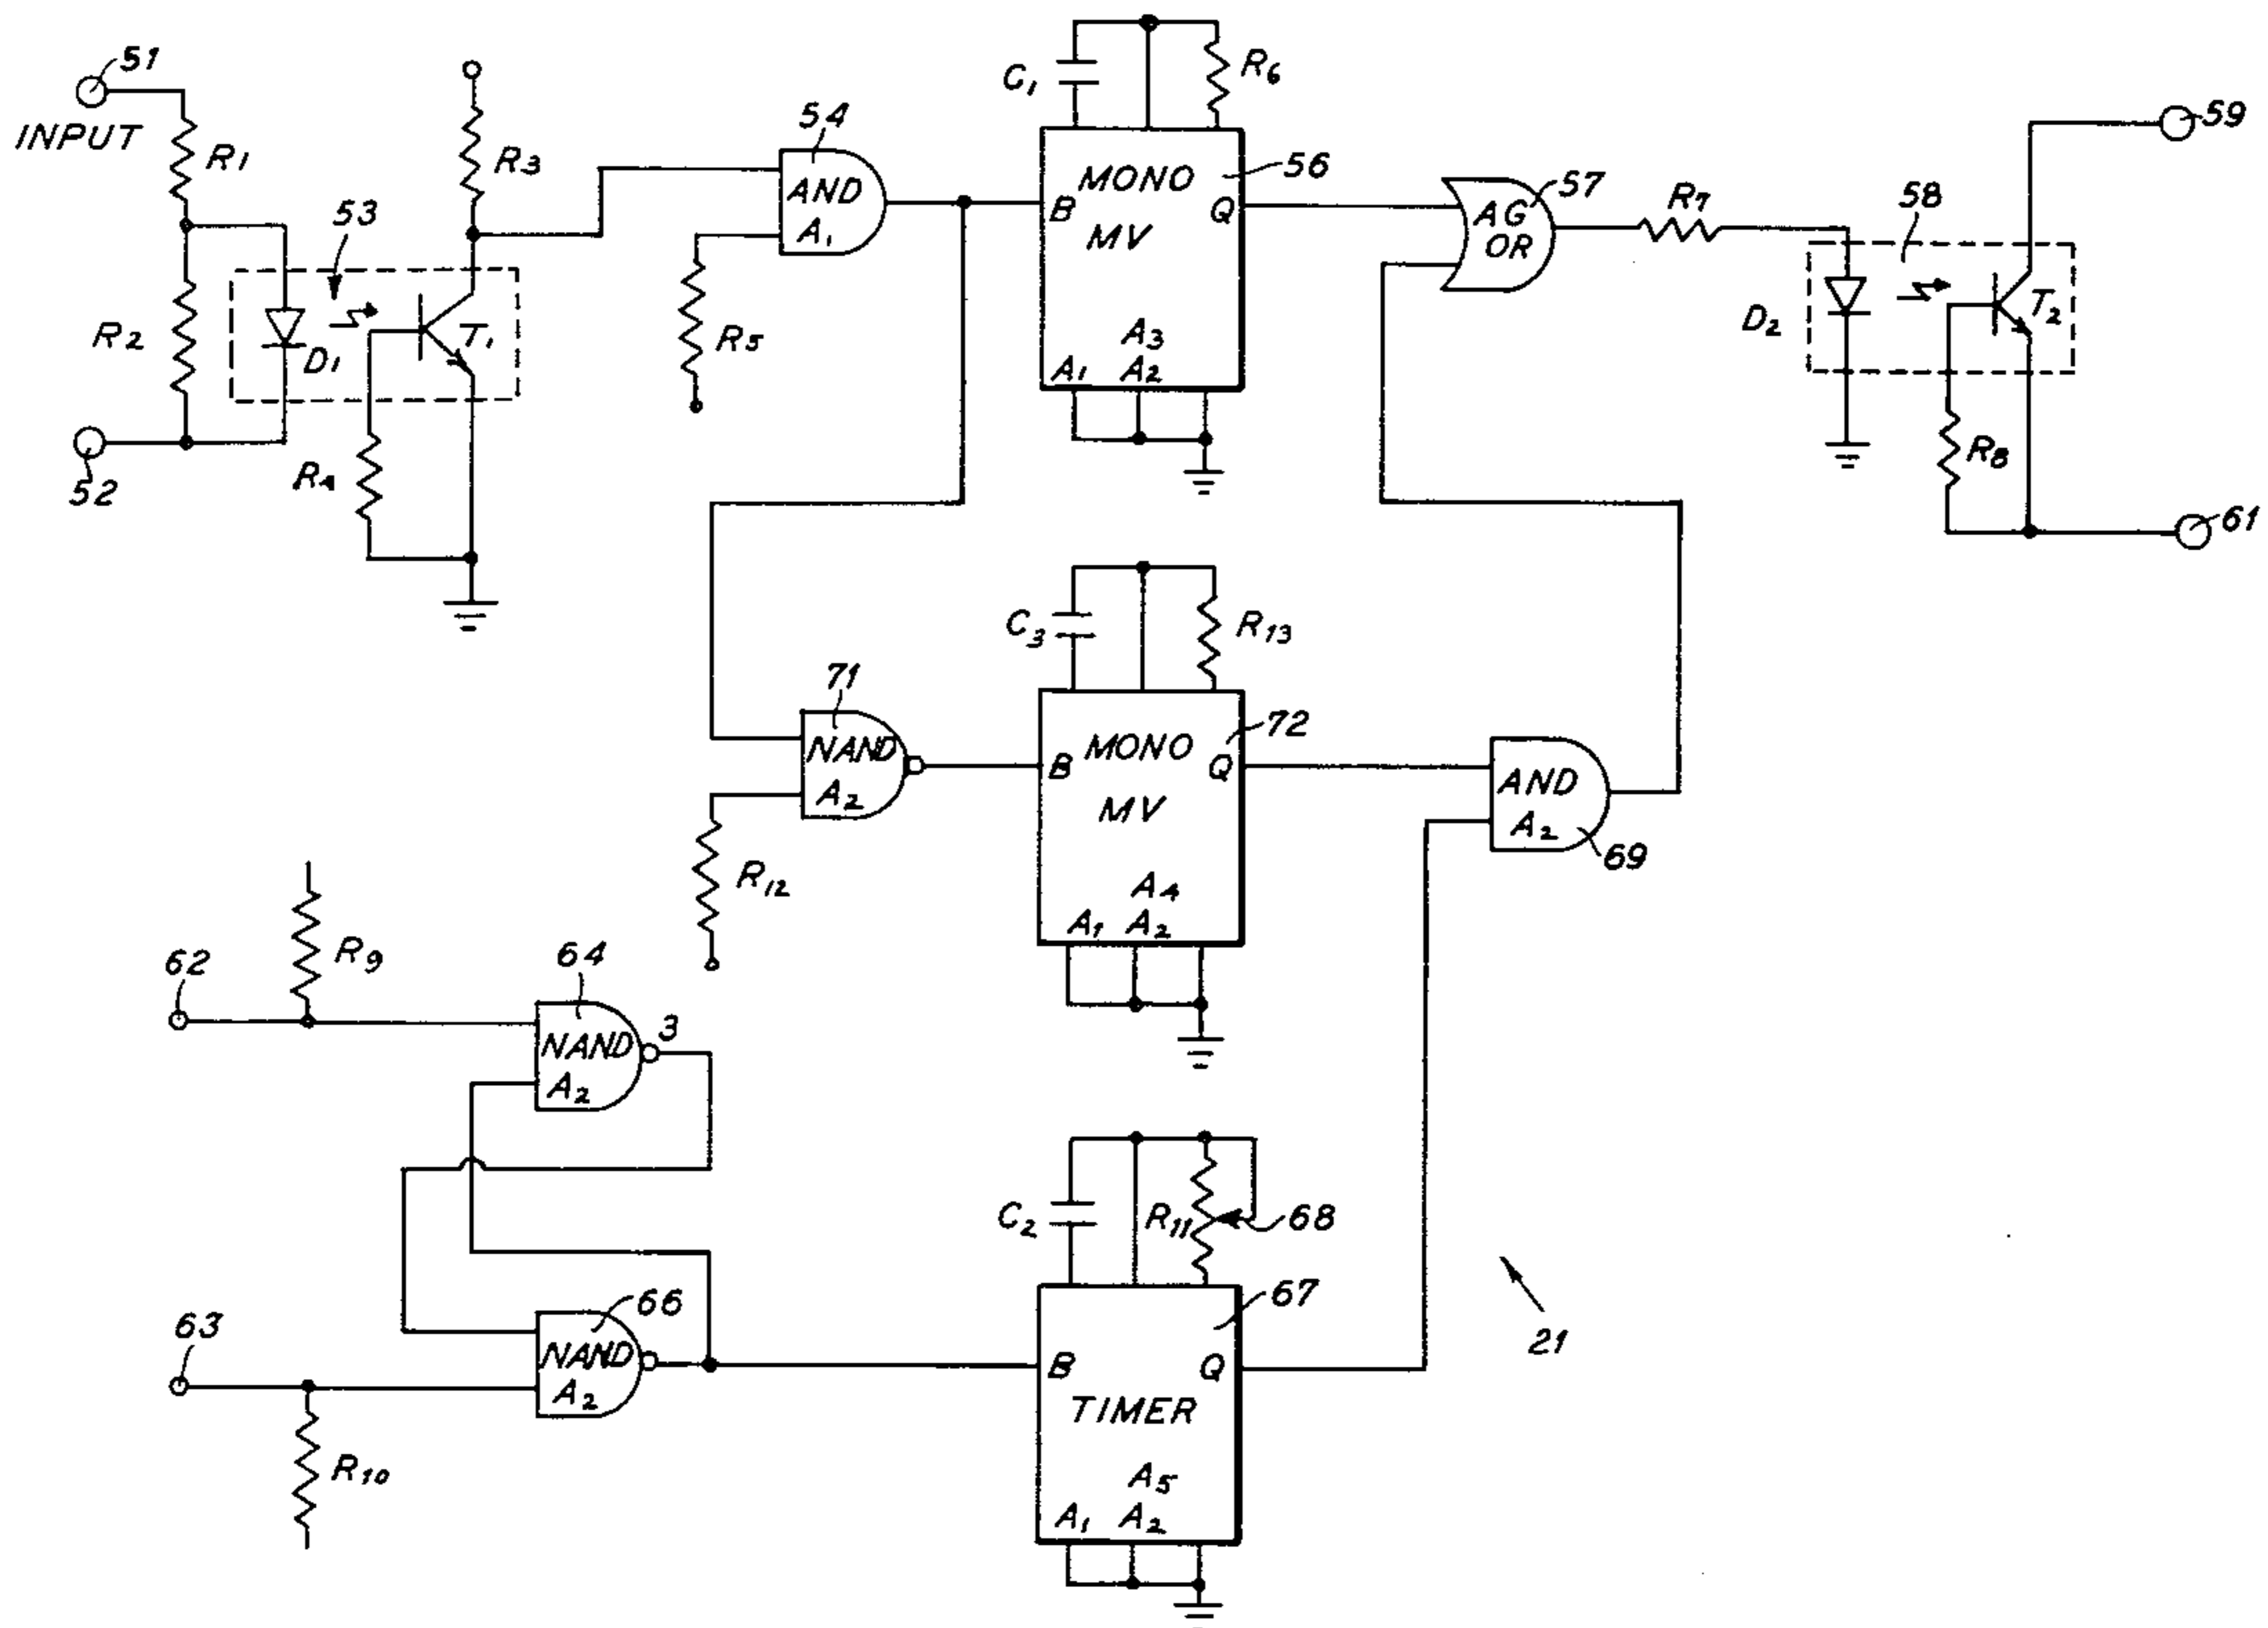 51
INPUT
R1
R2
52
53
D1
T1
R3
R4
54
AND
A1
R5
C1
R6
56
MONO
MV
B
Q
A3
A1 A2
57
AG
OR
R7
58
D2
T2
R8
59
61
71
NAND
A2
R12
C3
R13
72
MONO
MV
B
Q
A4
A1 A2
AND
A2
69
62
R9
64
NAND
A2
3
63
R10
66
NAND
A2
C2
R11
68
67
B
Q
TIMER
A5
A1 A2
21